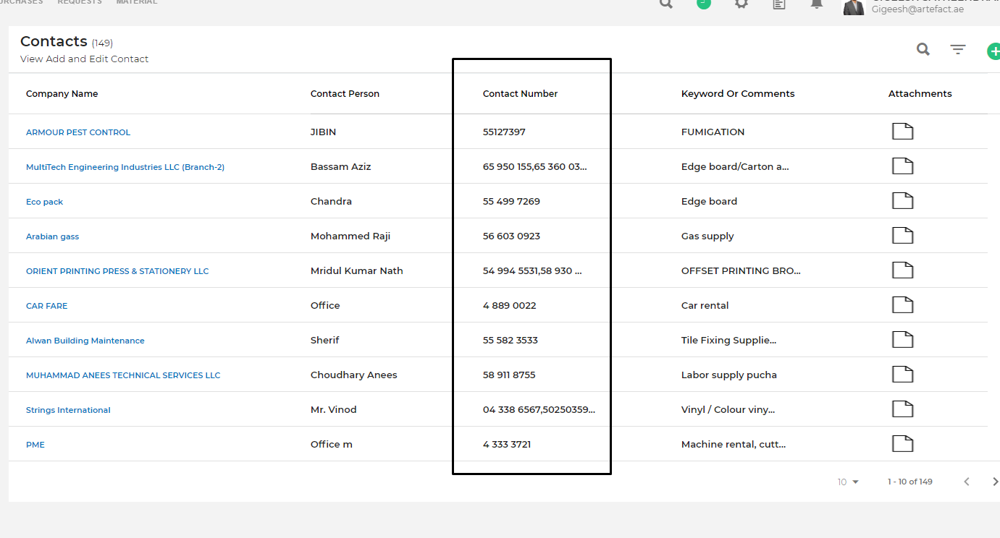 REQUESTS MATERIAL
Gigeesh@artefact.ae
Contacts (149)
View Add and Edit Contact
Company Name Contact Person Contact Number Keyword Or Comments Attachments
ARMOUR PEST CONTROL JIBIN 55127397 FUMIGATION
MultiTech Engineering Industries LLC (Branch-2) Bassam Aziz 65 950 155,65 360 03... Edge board/Carton a...
Eco pack Chandra 55 499 7269 Edge board
Arabian gass Mohammed Raji 56 603 0923 Gas supply
ORIENT PRINTING PRESS & STATIONERY LLC Mridul Kumar Nath 54 994 5531,58 930 ... OFFSET PRINTING BRO...
CAR FARE Office 4 889 0022 Car rental
Alwan Building Maintenance Sherif 55 582 3533 Tile Fixing Supplie...
MUHAMMAD ANEES TECHNICAL SERVICES LLC Choudhary Anees 58 911 8755 Labor supply pucha
Strings International Mr. Vinod 04 338 6567,50250359... Vinyl / Colour viny...
PME Office m 4 333 3721 Machine rental, cutt...
10 1 - 10 of 149